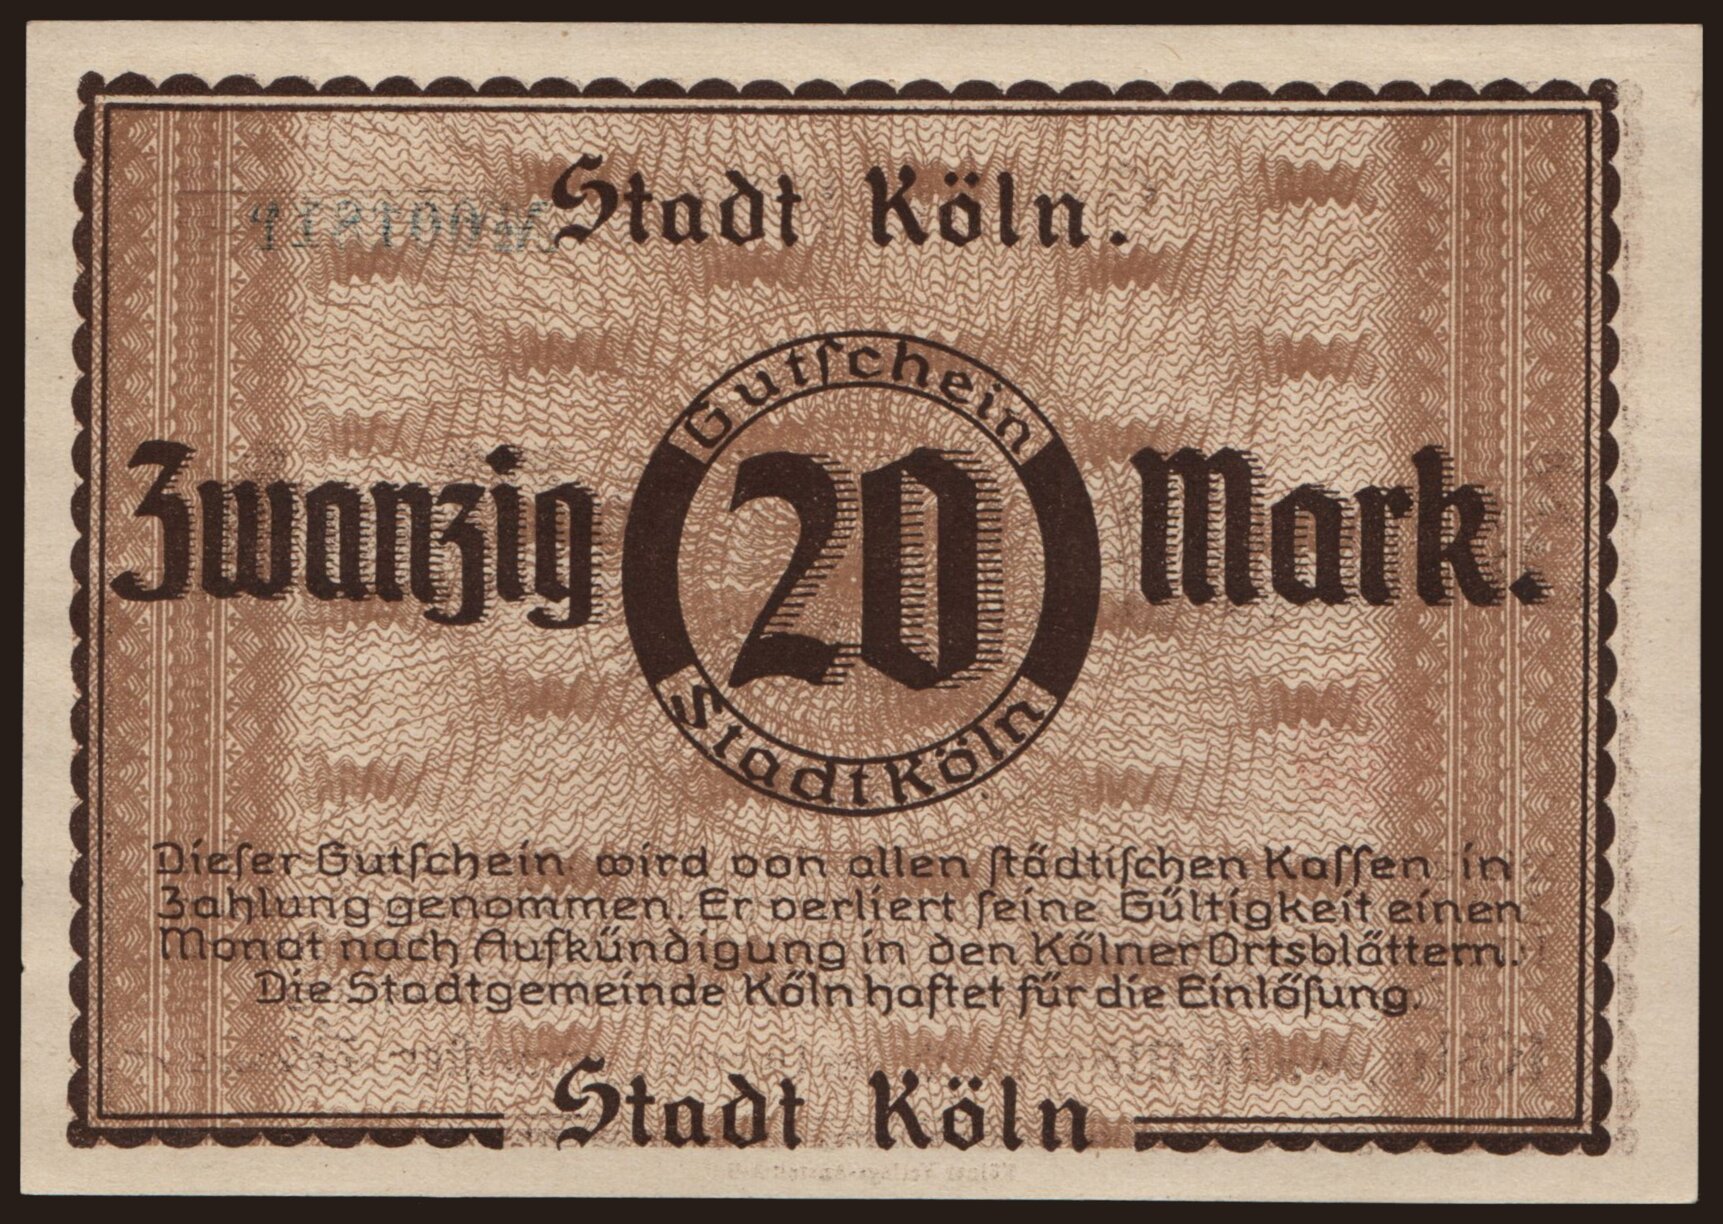 Stadt Köln.
Gutſchein
Zwanzig 20 Mark.
Stadt Köln
Dieſer Gutſchein wird von allen ſtädtiſchen Kaſſen in
Zahlung genommen. Er verliert ſeine Gültigkeit einen
Monat nach Aufkündigung in den Kölner Ortsblättern.
Die Stadtgemeinde Köln haftet für die Einlöſung.
Stadt Köln